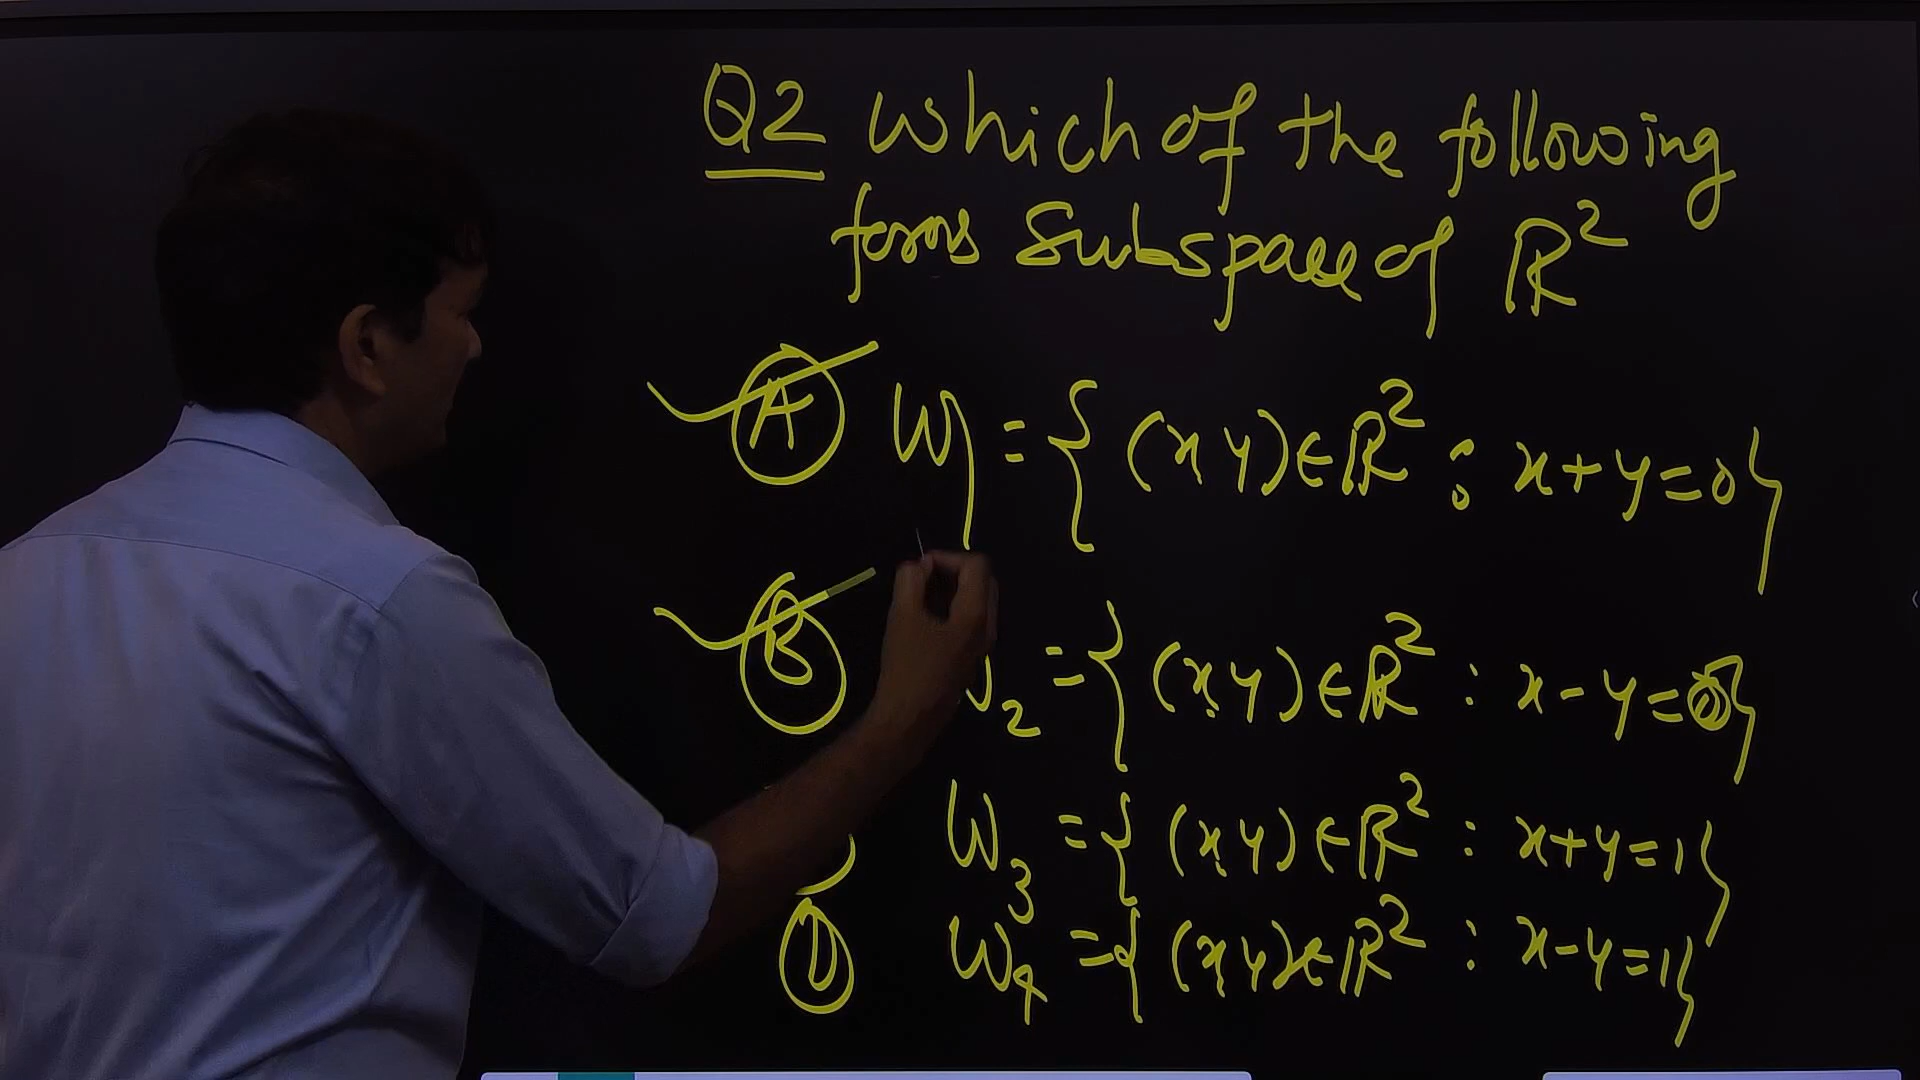 Q2 Which of the following
forms Subspace of R²
A W₁ = { (x y) ∈ R² : x + y = 0 }
B ₂ = { (x, y) ∈ R² : x - y = 0 }
W₃ = { (x, y) ∈ R² : x + y = 1 }
D W₄ = { (x, y) ∈ R² : x - y = 1 }